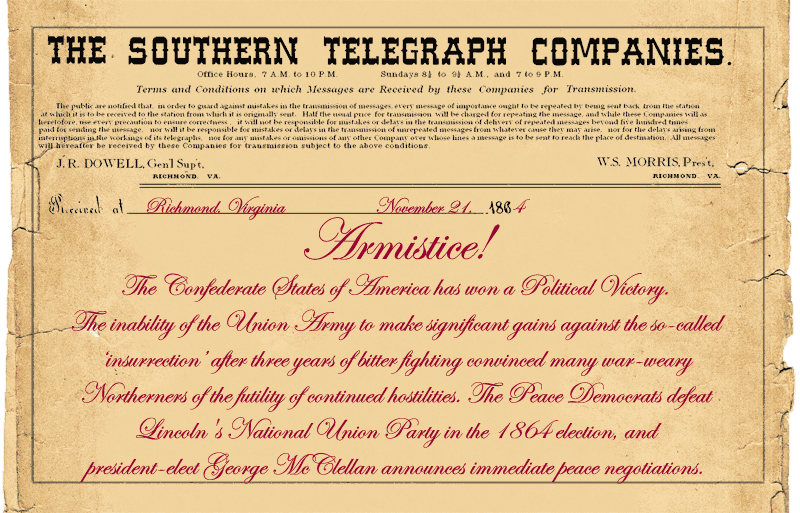 THE SOUTHERN TELEGRAPH COMPANIES.
Office Hours, 7 A.M. to 10 P.M. Sundays 8½ to 9½ A.M., and 7 to 9 P.M.
Terms and Conditions on which Messages are Received by these Companies for Transmission.
The public are notified that, in order to guard against mistakes in the transmission of messages, every message of importance ought to be repeated by being sent back from the station
at which it is to be received to the station from which it is originally sent. Half the usual price for transmission will be charged for repeating the message, and while these Companies will as
heretofore, use every precaution to ensure correctness, it will not be responsible for mistakes or delays in the transmission of delivery of repeated messages beyond five hundred times
paid for sending the message, nor will it be responsible for mistakes or delays in the transmission of unrepeated messages from whatever cause they may arise, nor for the delays arising from
interruptions in the workings of its telegraphs, nor for any mistakes or omissions of any other Company over whose lines a message is to be sent to reach the place of destination. All messages
will hereafter be received by these Companies for transmission subject to the above conditions.
J.R. DOWELL, Gen'l Sup't, W.S. MORRIS, Pres't,
RICHMOND, VA. RICHMOND, VA.
Received at Richmond, Virginia November 21, 1864
Armistice!
The Confederate States of America has won a Political Victory.
The inability of the Union Army to make significant gains against the so-called
'insurrection' after three years of bitter fighting convinced many war-weary
Northerners of the futility of continued hostilities. The Peace Democrats defeat
Lincoln's National Union Party in the 1864 election, and
president-elect George McClellan announces immediate peace negotiations.